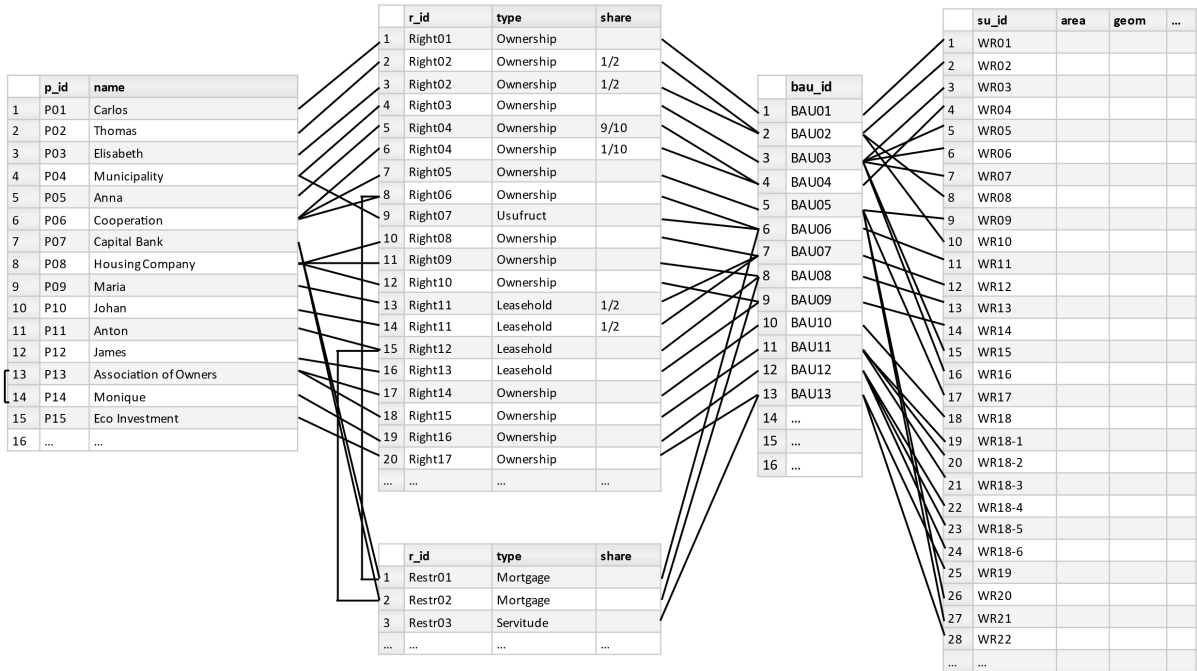 p_id name
1 P01 Carlos
2 P02 Thomas
3 P03 Elisabeth
4 P04 Municipality
5 P05 Anna
6 P06 Cooperation
7 P07 Capital Bank
8 P08 Housing Company
9 P09 Maria
10 P10 Johan
11 P11 Anton
12 P12 James
13 P13 Association of Owners
14 P14 Monique
15 P15 Eco Investment
16 ... ...
r_id type share
1 Right01 Ownership
2 Right02 Ownership 1/2
3 Right02 Ownership 1/2
4 Right03 Ownership
5 Right04 Ownership 9/10
6 Right04 Ownership 1/10
7 Right05 Ownership
8 Right06 Ownership
9 Right07 Usufruct
10 Right08 Ownership
11 Right09 Ownership
12 Right10 Ownership
13 Right11 Leasehold 1/2
14 Right11 Leasehold 1/2
15 Right12 Leasehold
16 Right13 Leasehold
17 Right14 Ownership
18 Right15 Ownership
19 Right16 Ownership
20 Right17 Ownership
... ... ... ...
r_id type share
1 Restr01 Mortgage
2 Restr02 Mortgage
3 Restr03 Servitude
... ... ... ...
bau_id
1 BAU01
2 BAU02
3 BAU03
4 BAU04
5 BAU05
6 BAU06
7 BAU07
8 BAU08
9 BAU09
10 BAU10
11 BAU11
12 BAU12
13 BAU13
14 ...
15 ...
16 ...
su_id area geom ...
1 WR01
2 WR02
3 WR03
4 WR04
5 WR05
6 WR06
7 WR07
8 WR08
9 WR09
10 WR10
11 WR11
12 WR12
13 WR13
14 WR14
15 WR15
16 WR16
17 WR17
18 WR18
19 WR18-1
20 WR18-2
21 WR18-3
22 WR18-4
23 WR18-5
24 WR18-6
25 WR19
26 WR20
27 WR21
28 WR22
... ...